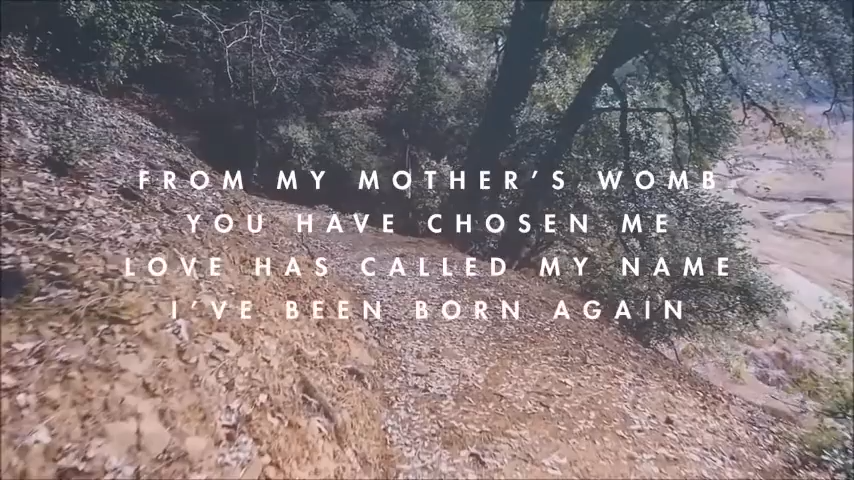 FROM MY MOTHER'S WOMB
YOU HAVE CHOSEN ME
LOVE HAS CALLED MY NAME
I'VE BEEN BORN AGAIN